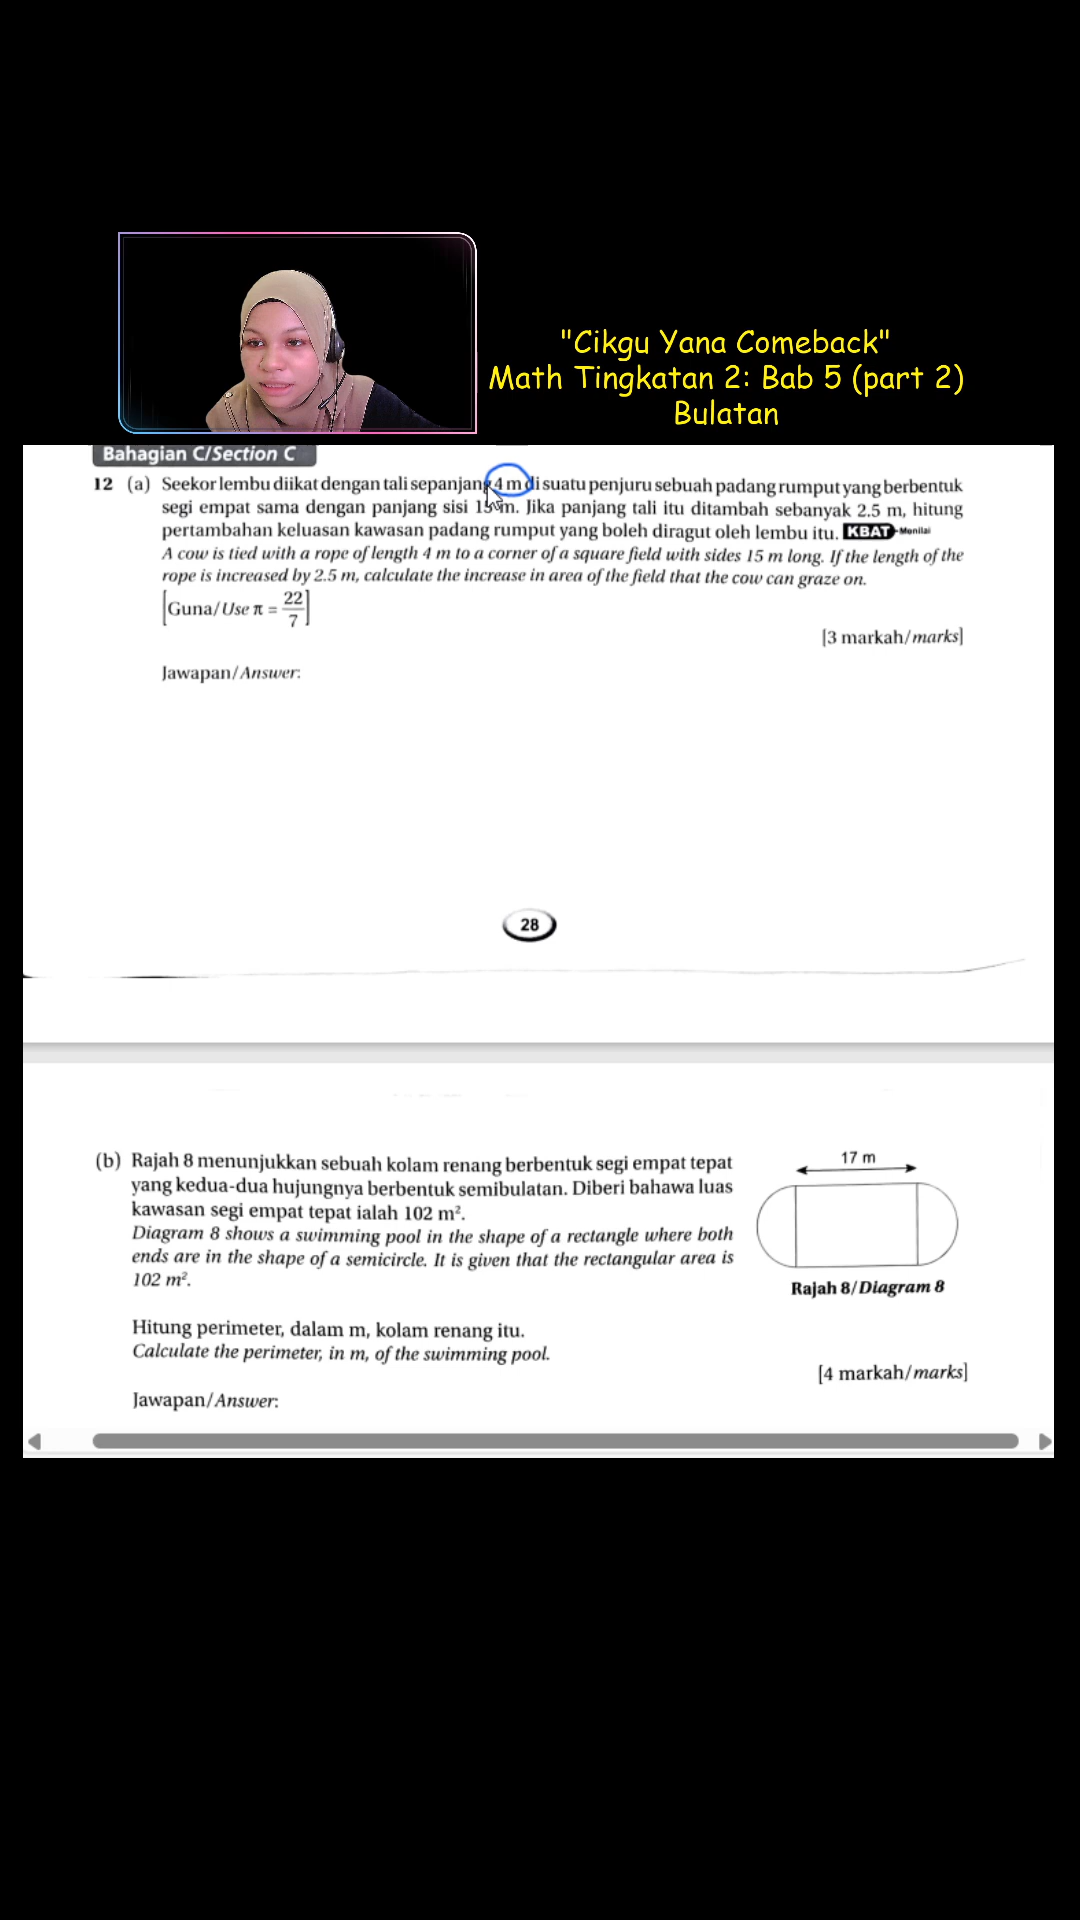 "Cikgu Yana Comeback"
Math Tingkatan 2: Bab 5 (part 2)
Bulatan
Bahagian C/Section C
12 (a) Seekor lembu diikat dengan tali sepanjang 4 m di suatu penjuru sebuah padang rumput yang berbentuk
segi empat sama dengan panjang sisi 15 m. Jika panjang tali itu ditambah sebanyak 2.5 m, hitung
pertambahan keluasan kawasan padang rumput yang boleh diragut oleh lembu itu. KBAT Menilai
A cow is tied with a rope of length 4 m to a corner of a square field with sides 15 m long. If the length of the
rope is increased by 2.5 m, calculate the increase in area of the field that the cow can graze on.
[Guna/Use π = 22/7]
[3 markah/marks]
Jawapan/Answer:
28
(b) Rajah 8 menunjukkan sebuah kolam renang berbentuk segi empat tepat
yang kedua-dua hujungnya berbentuk semibulatan. Diberi bahawa luas
kawasan segi empat tepat ialah 102 m².
Diagram 8 shows a swimming pool in the shape of a rectangle where both
ends are in the shape of a semicircle. It is given that the rectangular area is
102 m².
17 m
Rajah 8/Diagram 8
Hitung perimeter, dalam m, kolam renang itu.
Calculate the perimeter, in m, of the swimming pool.
[4 markah/marks]
Jawapan/Answer: